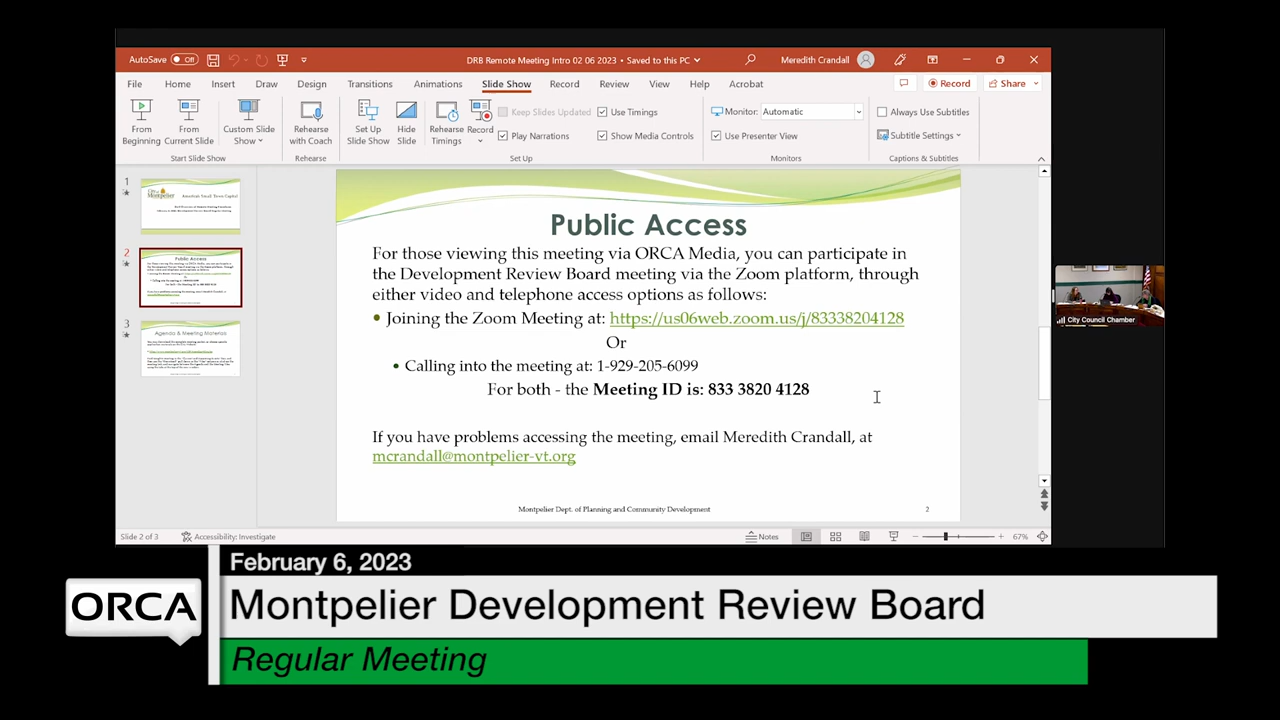 AutoSave Off
DRB Remote Meeting Intro 02 06 2023 • Saved to this PC
Meredith Crandall
File Home Insert Draw Design Transitions Animations Slide Show Record Review View Help Acrobat
Record Share
From Beginning
From Current Slide
Custom Slide Show
Rehearse with Coach
Set Up Slide Show
Hide Slide
Rehearse Timings
Record
Keep Slides Updated
Use Timings
Play Narrations
Show Media Controls
Monitor: Automatic
Use Presenter View
Always Use Subtitles
Subtitle Settings
Start Slide Show
Rehearse
Set Up
Monitors
Captions & Subtitles
1
Montpelier
American Small Town Capital
2
Public Access
3
Agenda & Meeting Materials
Public Access
For those viewing this meeting via ORCA Media, you can participate in
the Development Review Board meeting via the Zoom platform, through
either video and telephone access options as follows:
• Joining the Zoom Meeting at: https://us06web.zoom.us/j/83338204128
Or
• Calling into the meeting at: 1-929-205-6099
For both - the Meeting ID is: 833 3820 4128
If you have problems accessing the meeting, email Meredith Crandall, at
mcrandall@montpelier-vt.org
Montpelier Dept. of Planning and Community Development
2
City Council Chamber
Slide 2 of 3
Accessibility: Investigate
Notes
67%
February 6, 2023
ORCA
Montpelier Development Review Board
Regular Meeting